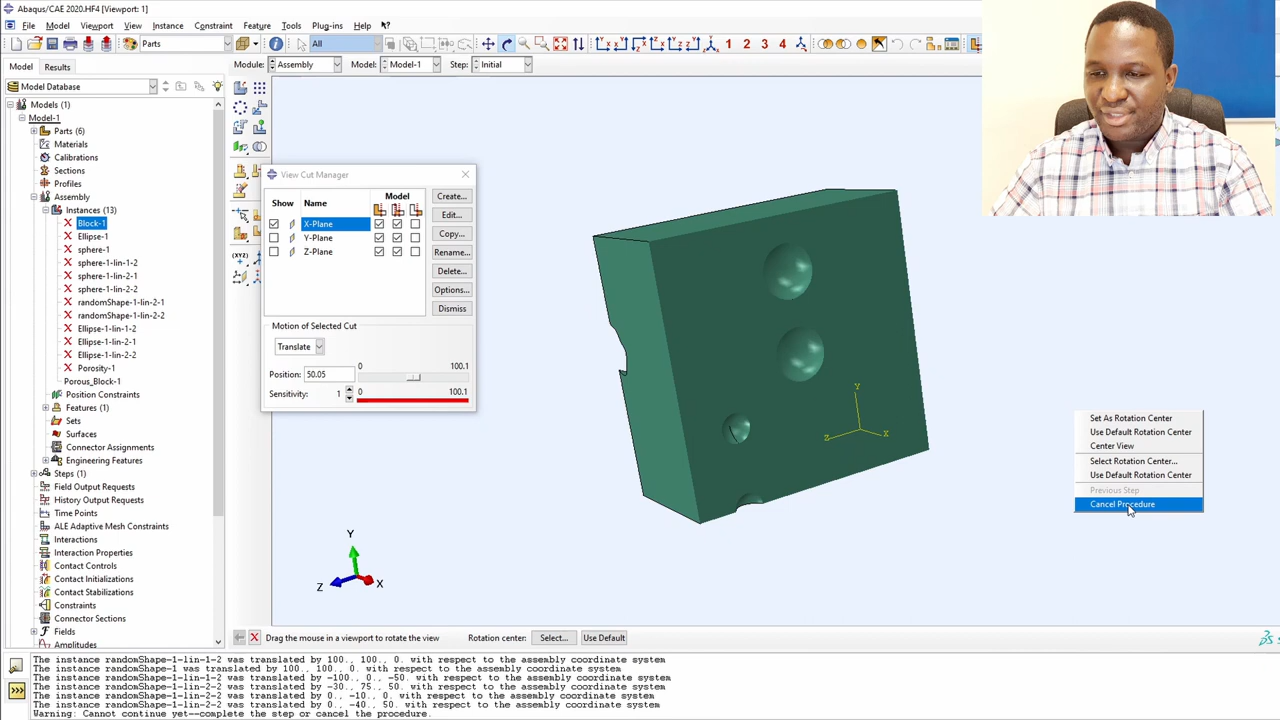 Abaqus/CAE 2020.HF4 [Viewport: 1]
File Model Viewport View Instance Constraint Feature Tools Plug-ins Help
Parts All 1 2 3 4
Model Results Module: Assembly Model: Model-1 Step: Initial
Model Database
Models (1)
Model-1
Parts (6)
Materials
Calibrations
Sections
Profiles
Assembly
Instances (13)
Block-1
Ellipse-1
sphere-1
sphere-1-lin-1-2
sphere-1-lin-2-1
sphere-1-lin-2-2
randomShape-1-lin-2-1
randomShape-1-lin-2-2
Ellipse-1-lin-1-2
Ellipse-1-lin-2-1
Ellipse-1-lin-2-2
Porosity-1
Porous_Block-1
Position Constraints
Features (1)
Sets
Surfaces
Connector Assignments
Engineering Features
Steps (1)
Field Output Requests
History Output Requests
Time Points
ALE Adaptive Mesh Constraints
Interactions
Interaction Properties
Contact Controls
Contact Initializations
Contact Stabilizations
Constraints
Connector Sections
Fields
Amplitudes
(XYZ)
View Cut Manager
Model
Show Name
X-Plane
Y-Plane
Z-Plane
Create...
Edit...
Copy...
Rename...
Delete...
Options...
Dismiss
Motion of Selected Cut
Translate
Position: 50.05 0 100.1
Sensitivity: 1 0 100.1
Y
Z X
Y
Z X
Set As Rotation Center
Use Default Rotation Center
Center View
Select Rotation Center...
Use Default Rotation Center
Previous Step
Cancel Procedure
Drag the mouse in a viewport to rotate the view Rotation center: Select... Use Default
The instance randomShape-1-lin-1-2 was translated by 100., 100., 0. with respect to the assembly coordinate system
The instance randomShape-1 was translated by 100., 100., 0. with respect to the assembly coordinate system
The instance randomShape-1-lin-1-2 was translated by -100., 0., -50. with respect to the assembly coordinate system
The instance randomShape-1-lin-2-2 was translated by -30., 75., 50. with respect to the assembly coordinate system
The instance randomShape-1-lin-2-2 was translated by 0., -10., 0. with respect to the assembly coordinate system
The instance randomShape-1-lin-2-2 was translated by 0., -40., 50. with respect to the assembly coordinate system
Warning: Cannot continue yet--complete the step or cancel the procedure.
>>>